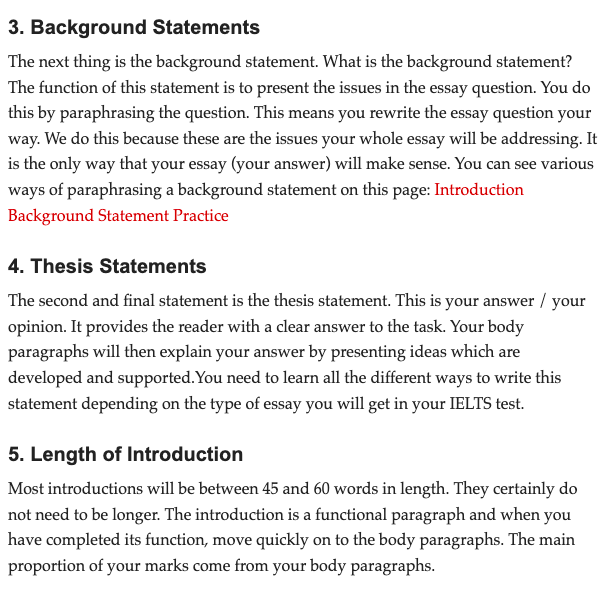 3. Background Statements
The next thing is the background statement. What is the background statement?
The function of this statement is to present the issues in the essay question. You do
this by paraphrasing the question. This means you rewrite the essay question your
way. We do this because these are the issues your whole essay will be addressing. It
is the only way that your essay (your answer) will make sense. You can see various
ways of paraphrasing a background statement on this page: Introduction
Background Statement Practice
4. Thesis Statements
The second and final statement is the thesis statement. This is your answer / your
opinion. It provides the reader with a clear answer to the task. Your body
paragraphs will then explain your answer by presenting ideas which are
developed and supported.You need to learn all the different ways to write this
statement depending on the type of essay you will get in your IELTS test.
5. Length of Introduction
Most introductions will be between 45 and 60 words in length. They certainly do
not need to be longer. The introduction is a functional paragraph and when you
have completed its function, move quickly on to the body paragraphs. The main
proportion of your marks come from your body paragraphs.